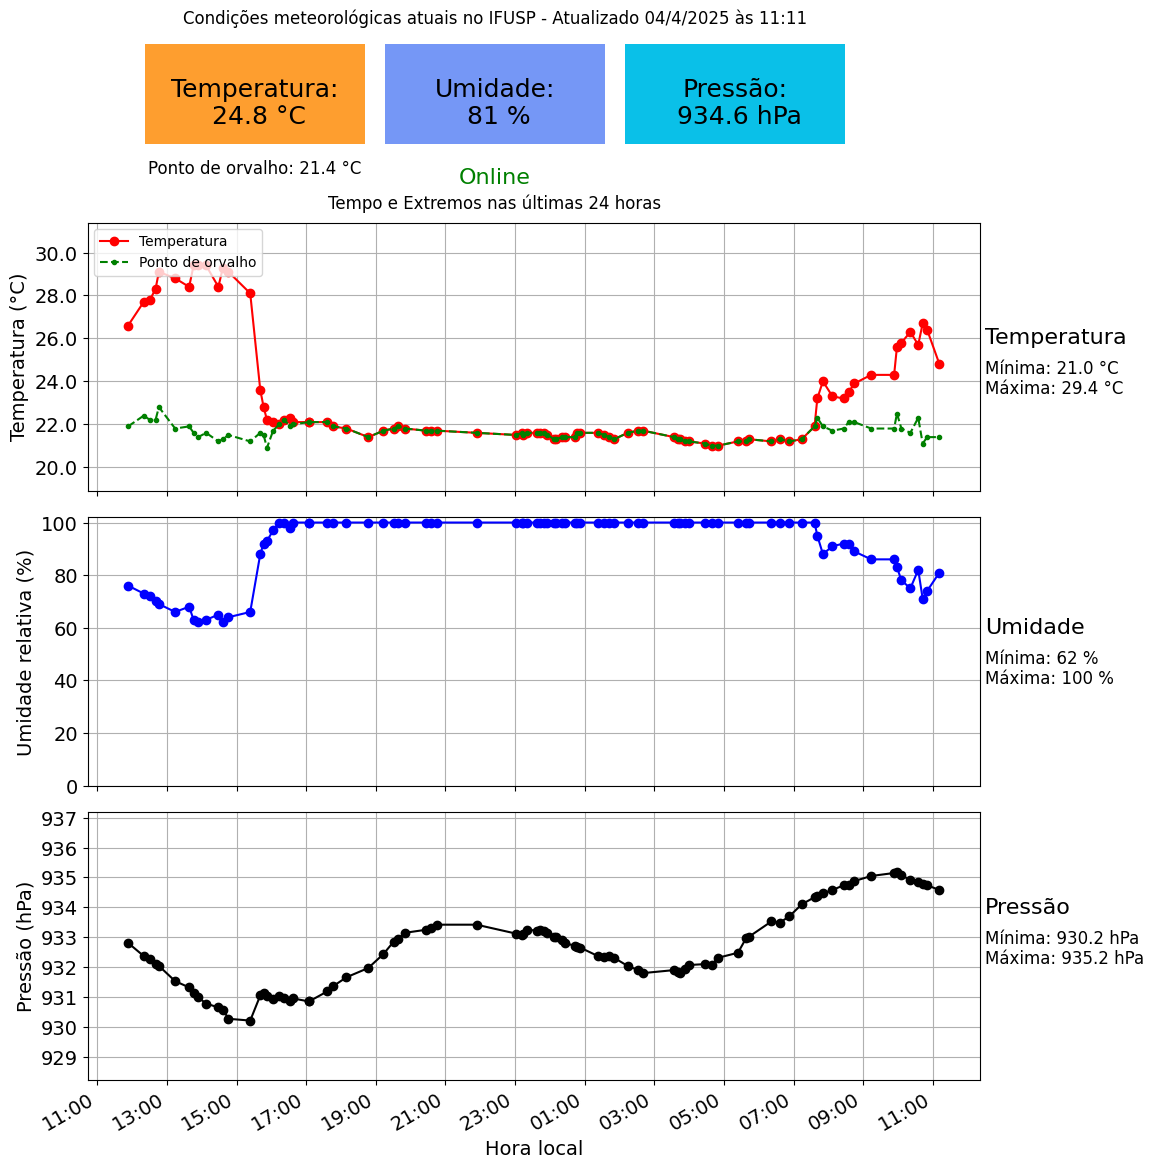 Condições meteorológicas atuais no IFUSP - Atualizado 04/4/2025 às 11:11
Temperatura:
24.8 °C
Umidade:
81 %
Pressão:
934.6 hPa
Ponto de orvalho: 21.4 °C
Online
Tempo e Extremos nas últimas 24 horas
Temperatura
Ponto de orvalho
Temperatura (°C)
30.0
28.0
26.0
24.0
22.0
20.0
Temperatura
Mínima: 21.0 °C
Máxima: 29.4 °C
Umidade relativa (%)
100
80
60
40
20
0
Umidade
Mínima: 62 %
Máxima: 100 %
Pressão (hPa)
937
936
935
934
933
932
931
930
929
Pressão
Mínima: 930.2 hPa
Máxima: 935.2 hPa
11:00
13:00
15:00
17:00
19:00
21:00
23:00
01:00
03:00
05:00
07:00
09:00
11:00
Hora local